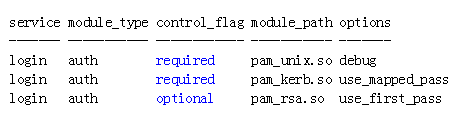 service module_type control_flag module_path options
------- ----------- ------------ ----------- -------
login auth required pam_unix.so debug
login auth required pam_kerb.so use_mapped_pass
login auth optional pam_rsa.so use_first_pass